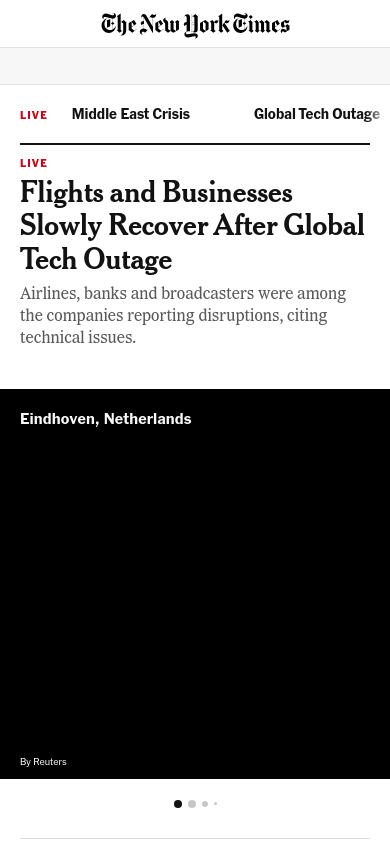 The New York Times
LIVE Middle East Crisis Global Tech Outage
LIVE
Flights and Businesses
Slowly Recover After Global
Tech Outage
Airlines, banks and broadcasters were among
the companies reporting disruptions, citing
technical issues.
Eindhoven, Netherlands
By Reuters